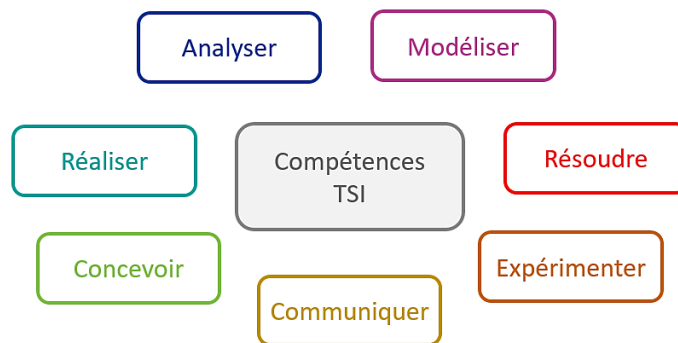 Analyser
Modéliser
Réaliser
Compétences
TSI
Résoudre
Concevoir
Expérimenter
Communiquer